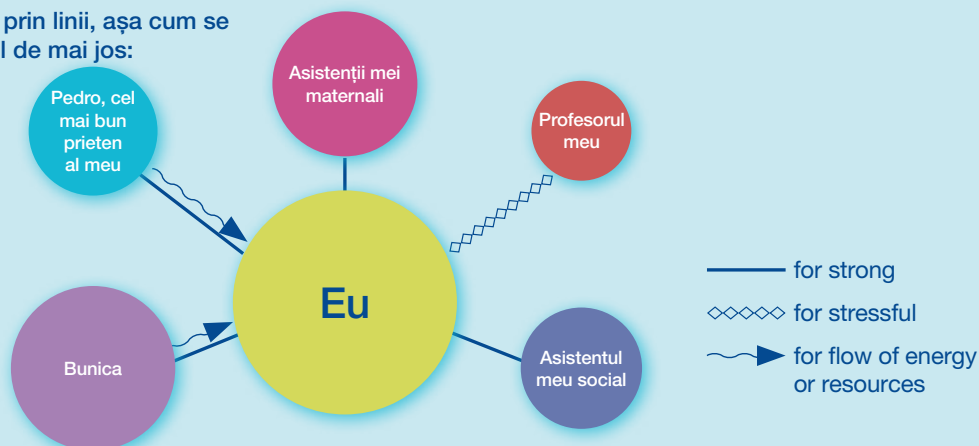 prin linii, așa cum se
l de mai jos:
Pedro, cel
mai bun
prieten
al meu
Asistenții mei
maternali
Profesorul
meu
Eu
Bunica
Asistentul
meu social
for strong
for stressful
for flow of energy
or resources